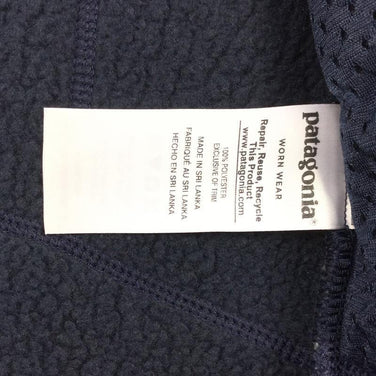 patagonia
WORN WEAR
Repair, Reuse, Recycle
This Product
www.patagonia.com
100% POLYESTER
EXCLUSIVE OF TRIM
MADE IN SRI LANKA
FABRIQUÉ AU SRI LANKA
HECHO EN SRI LANKA